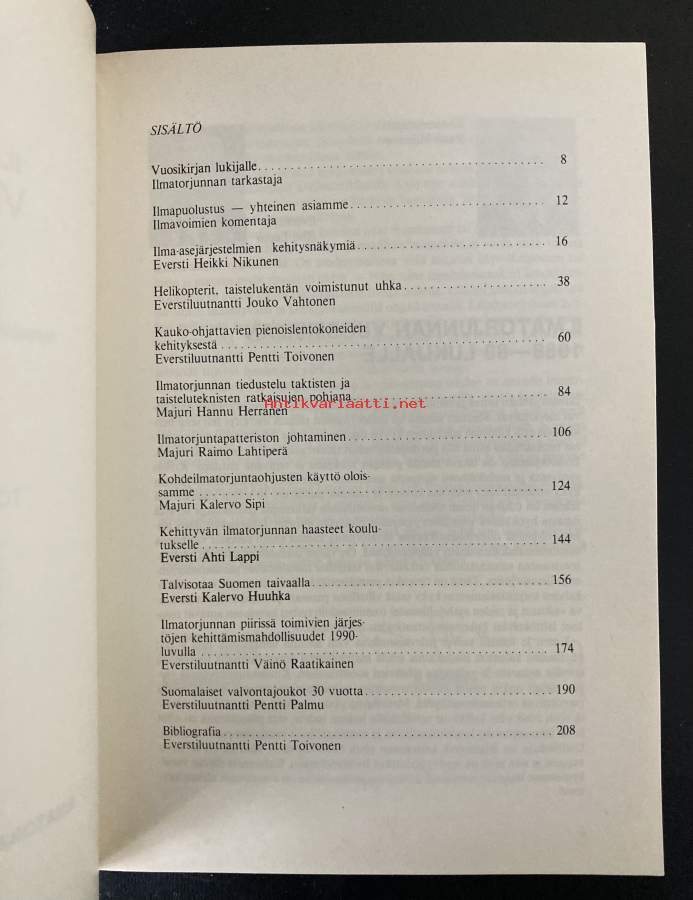 SISÄLTÖ
Vuosikirjan lukijalle 8
Ilmatorjunnan tarkastaja
Ilmapuolustus — yhteinen asiamme 12
Ilmavoimien komentaja
Ilma-asejärjestelmien kehitysnäkymiä 16
Eversti Heikki Nikunen
Helikopterit, taistelukentän voimistunut uhka 38
Everstiluutnantti Jouko Vahtonen
Kauko-ohjattavien pienoislentokoneiden
kehityksestä 60
Everstiluutnantti Pentti Toivonen
Ilmatorjunnan tiedustelu taktisten ja
taisteluteknisten ratkaisujen pohjana 84
Antikvariaatti.net
Majuri Hannu Herranen
Ilmatorjuntapatteriston johtaminen 106
Majuri Raimo Lahtiperä
Kohdeilmatorjuntaohjusten käyttö olois-
samme 124
Majuri Kalervo Sipi
Kehittyvän ilmatorjunnan haasteet koulu-
tukselle 144
Eversti Ahti Lappi
Talvisotaa Suomen taivaalla 156
Eversti Kalervo Huuhka
Ilmatorjunnan piirissä toimivien järjes-
töjen kehittämismahdollisuudet 1990-
luvulla 174
Everstiluutnantti Väinö Raatikainen
Suomalaiset valvontajoukot 30 vuotta 190
Everstiluutnantti Pentti Palmu
Bibliografia 208
Everstiluutnantti Pentti Toivonen